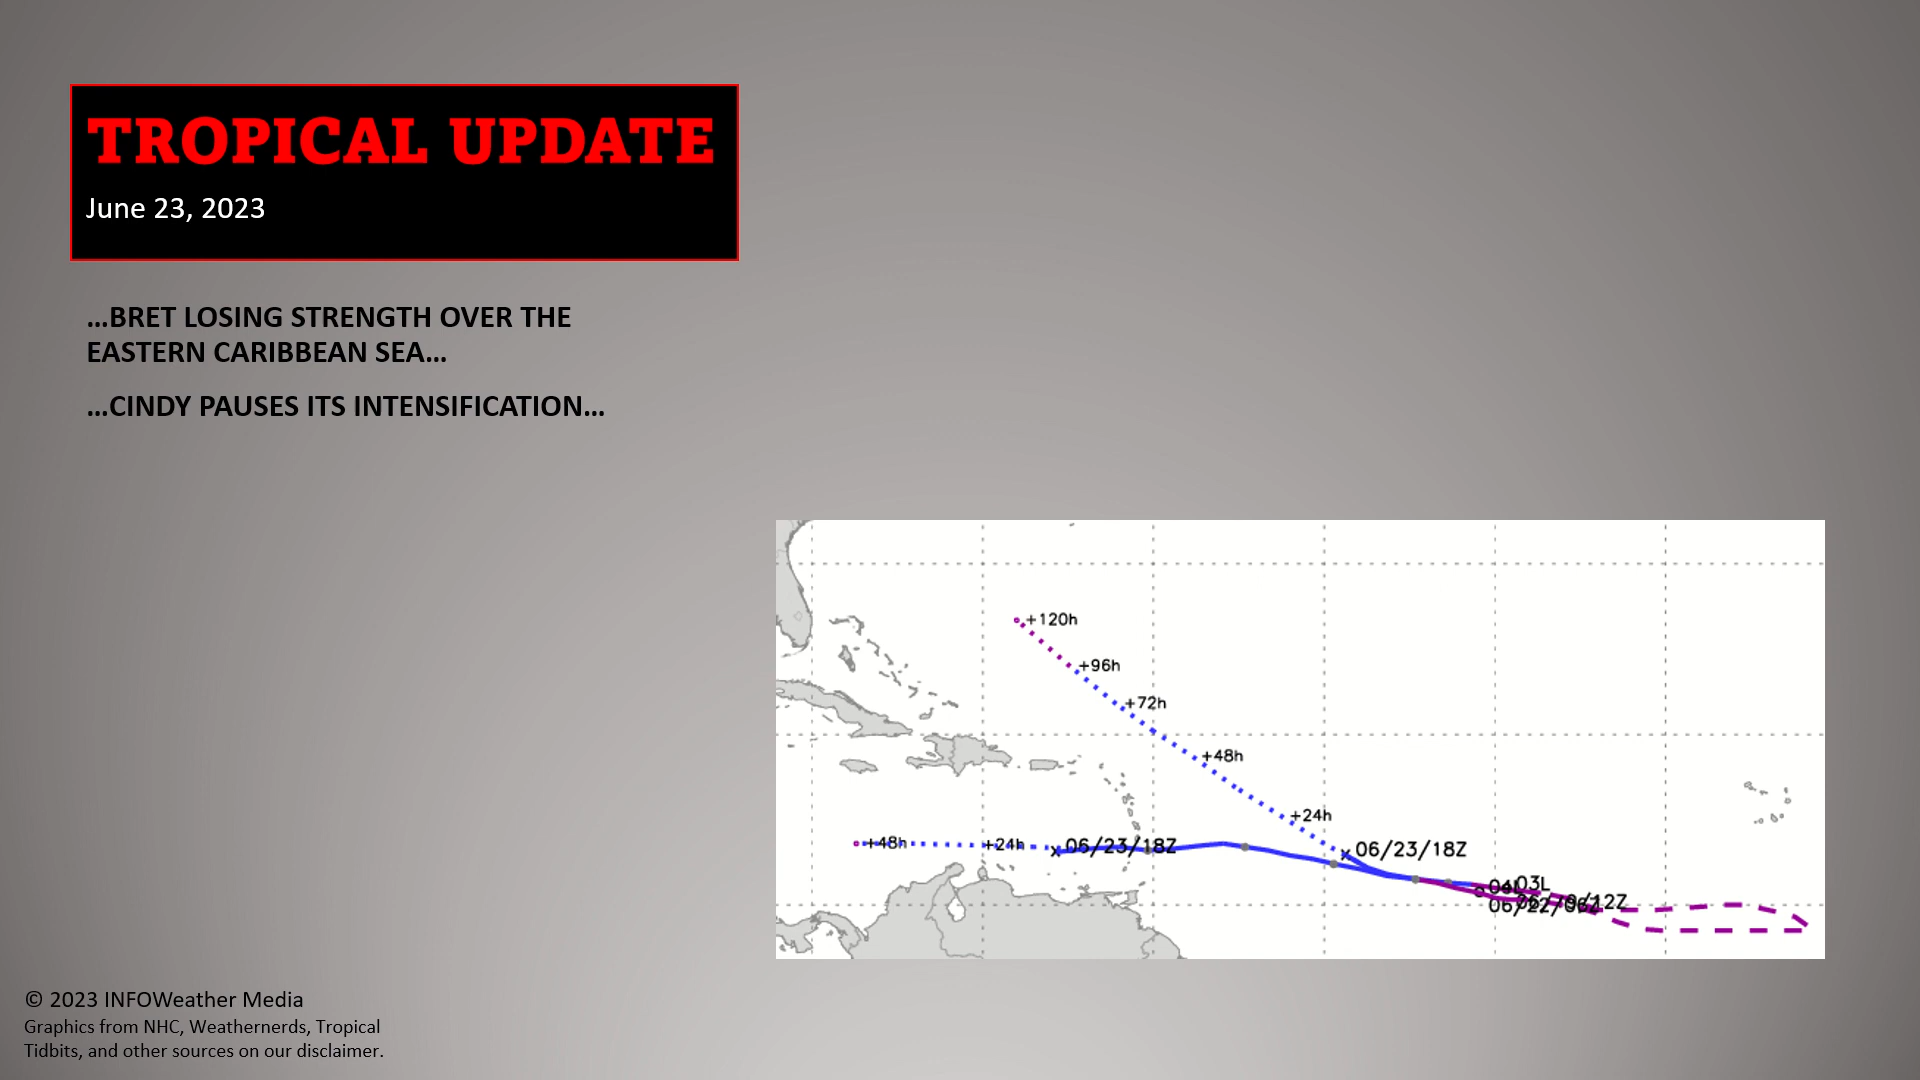 TROPICAL UPDATE
June 23, 2023
...BRET LOSING STRENGTH OVER THE
EASTERN CARIBBEAN SEA...
...CINDY PAUSES ITS INTENSIFICATION...
+120h
+96h
+72h
+48h
+24h
+48h
+24h
06/23/18Z
06/23/18Z
03L
© 2023 INFOWeather Media
Graphics from NHC, Weathernerds, Tropical
Tidbits, and other sources on our disclaimer.